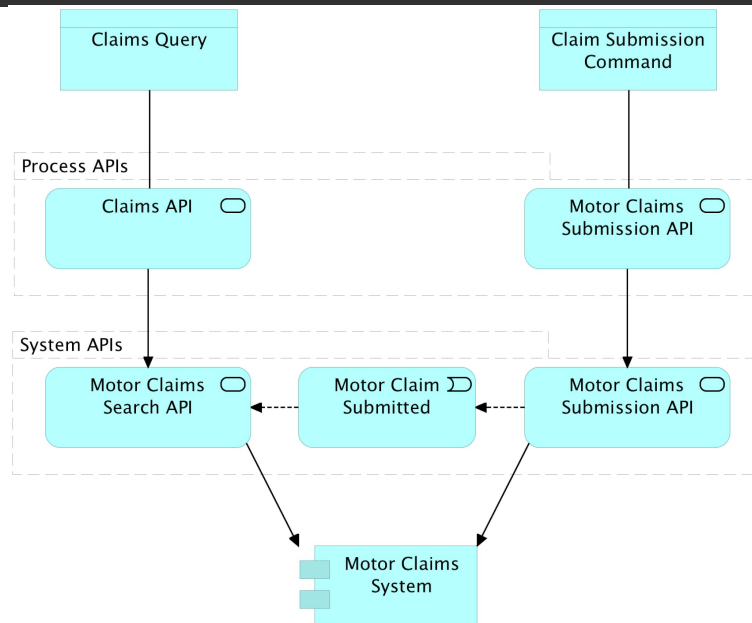 Claims Query
Claim Submission
Command
Process APIs
Claims API
Motor Claims
Submission API
System APIs
Motor Claims
Search API
Motor Claim
Submitted
Motor Claims
Submission API
Motor Claims
System